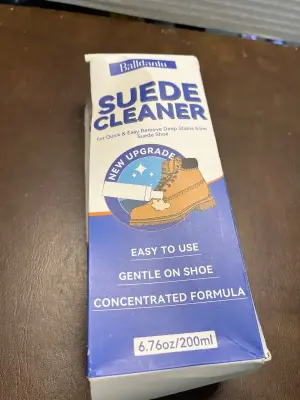 Balldanlu
SUEDE
CLEANER
For Quick & Easy Remove Deep Stains from
Suede Shoe
NEW UPGRADE
EASY TO USE
GENTLE ON SHOE
CONCENTRATED FORMULA
6.76oz/200ml